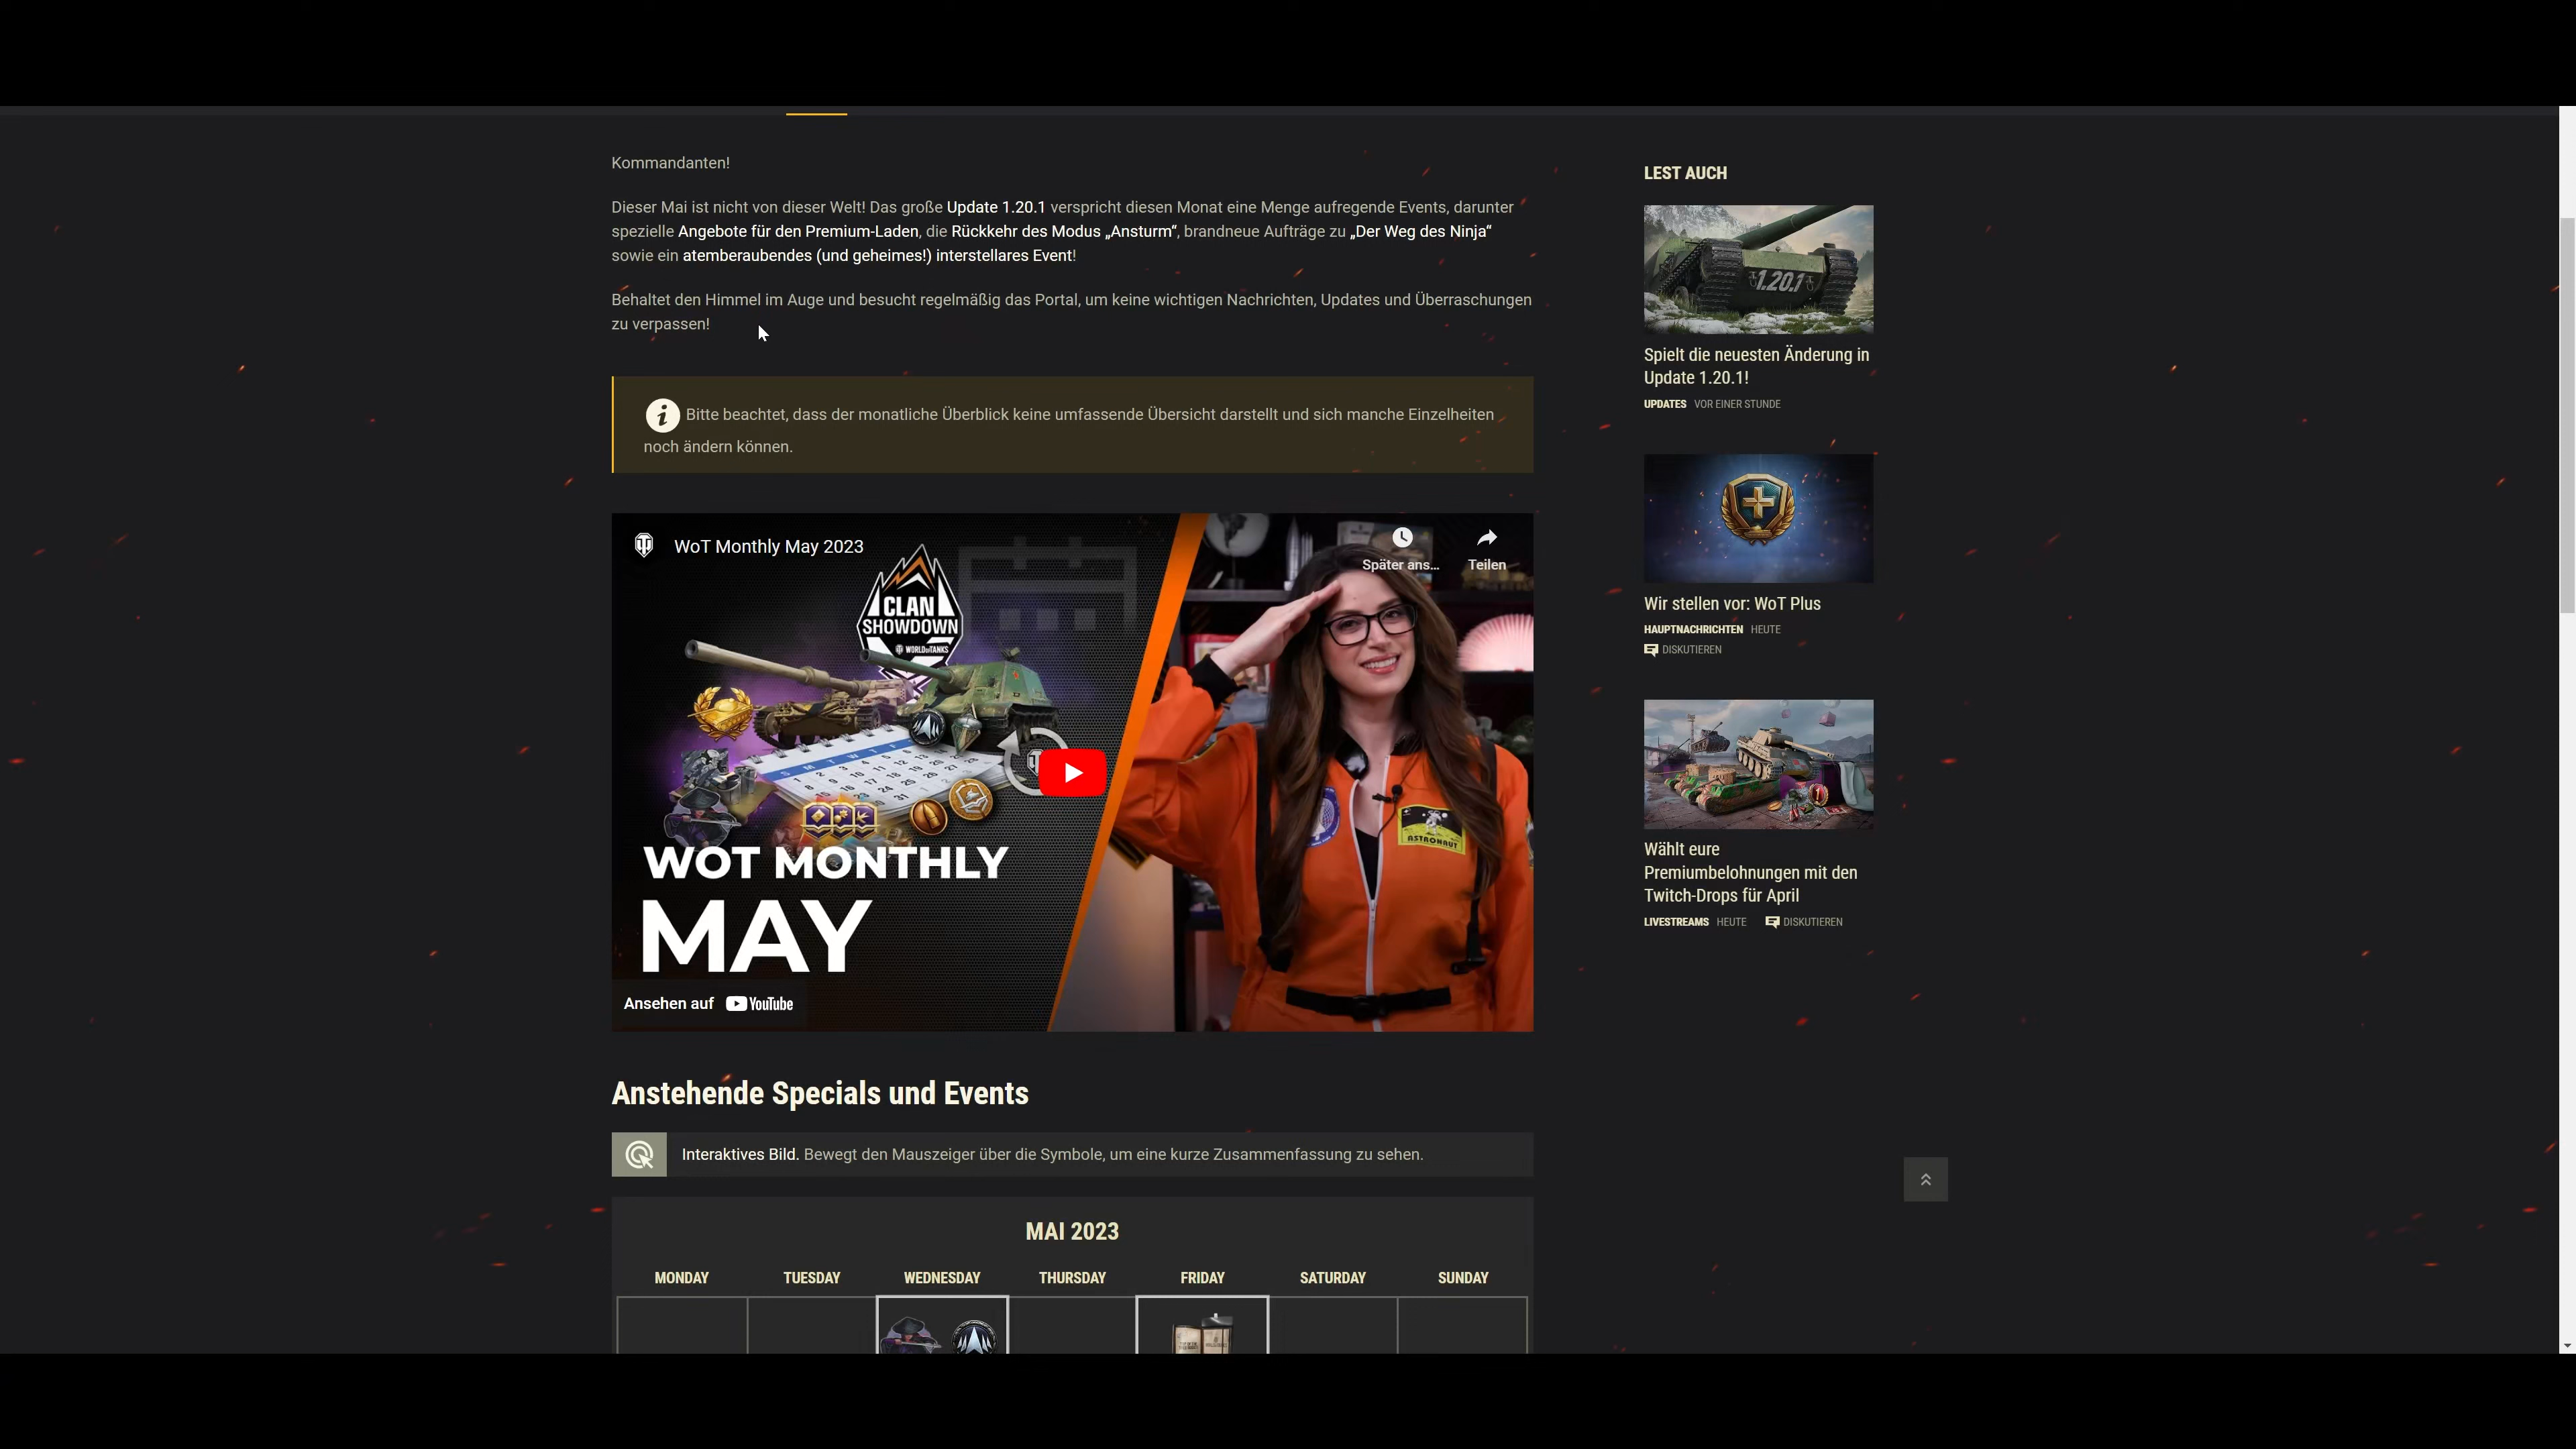 Kommandanten!
Dieser Mai ist nicht von dieser Welt! Das große Update 1.20.1 verspricht diesen Monat eine Menge aufregende Events, darunter
spezielle Angebote für den Premium-Laden, die Rückkehr des Modus „Ansturm“, brandneue Aufträge zu „Der Weg des Ninja“
sowie ein atemberaubendes (und geheimes!) interstellares Event!
Behaltet den Himmel im Auge und besucht regelmäßig das Portal, um keine wichtigen Nachrichten, Updates und Überraschungen
zu verpassen!
Bitte beachtet, dass der monatliche Überblick keine umfassende Übersicht darstellt und sich manche Einzelheiten
noch ändern können.
WoT Monthly May 2023
Später ans...
Teilen
CLAN
SHOWDOWN
WORLD OF TANKS
ASTRONAUT
WOT MONTHLY
MAY
Ansehen auf YouTube
Anstehende Specials und Events
Interaktives Bild. Bewegt den Mauszeiger über die Symbole, um eine kurze Zusammenfassung zu sehen.
MAI 2023
MONDAY TUESDAY WEDNESDAY THURSDAY FRIDAY SATURDAY SUNDAY
LEST AUCH
1.20.1
Spielt die neuesten Änderung in
Update 1.20.1!
UPDATES VOR EINER STUNDE
Wir stellen vor: WoT Plus
HAUPTNACHRICHTEN HEUTE
DISKUTIEREN
Wählt eure
Premiumbelohnungen mit den
Twitch-Drops für April
LIVESTREAMS HEUTE DISKUTIEREN